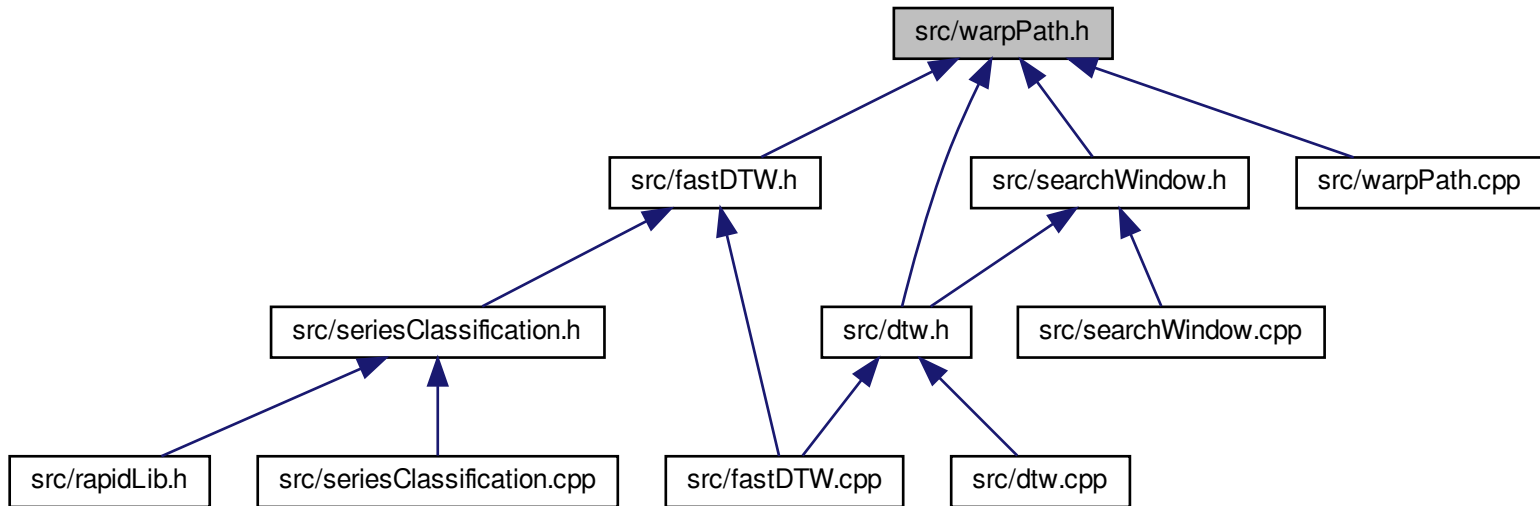 src/warpPath.h
src/fastDTW.h
src/searchWindow.h
src/warpPath.cpp
src/seriesClassification.h
src/dtw.h
src/searchWindow.cpp
src/rapidLib.h
src/seriesClassification.cpp
src/fastDTW.cpp
src/dtw.cpp